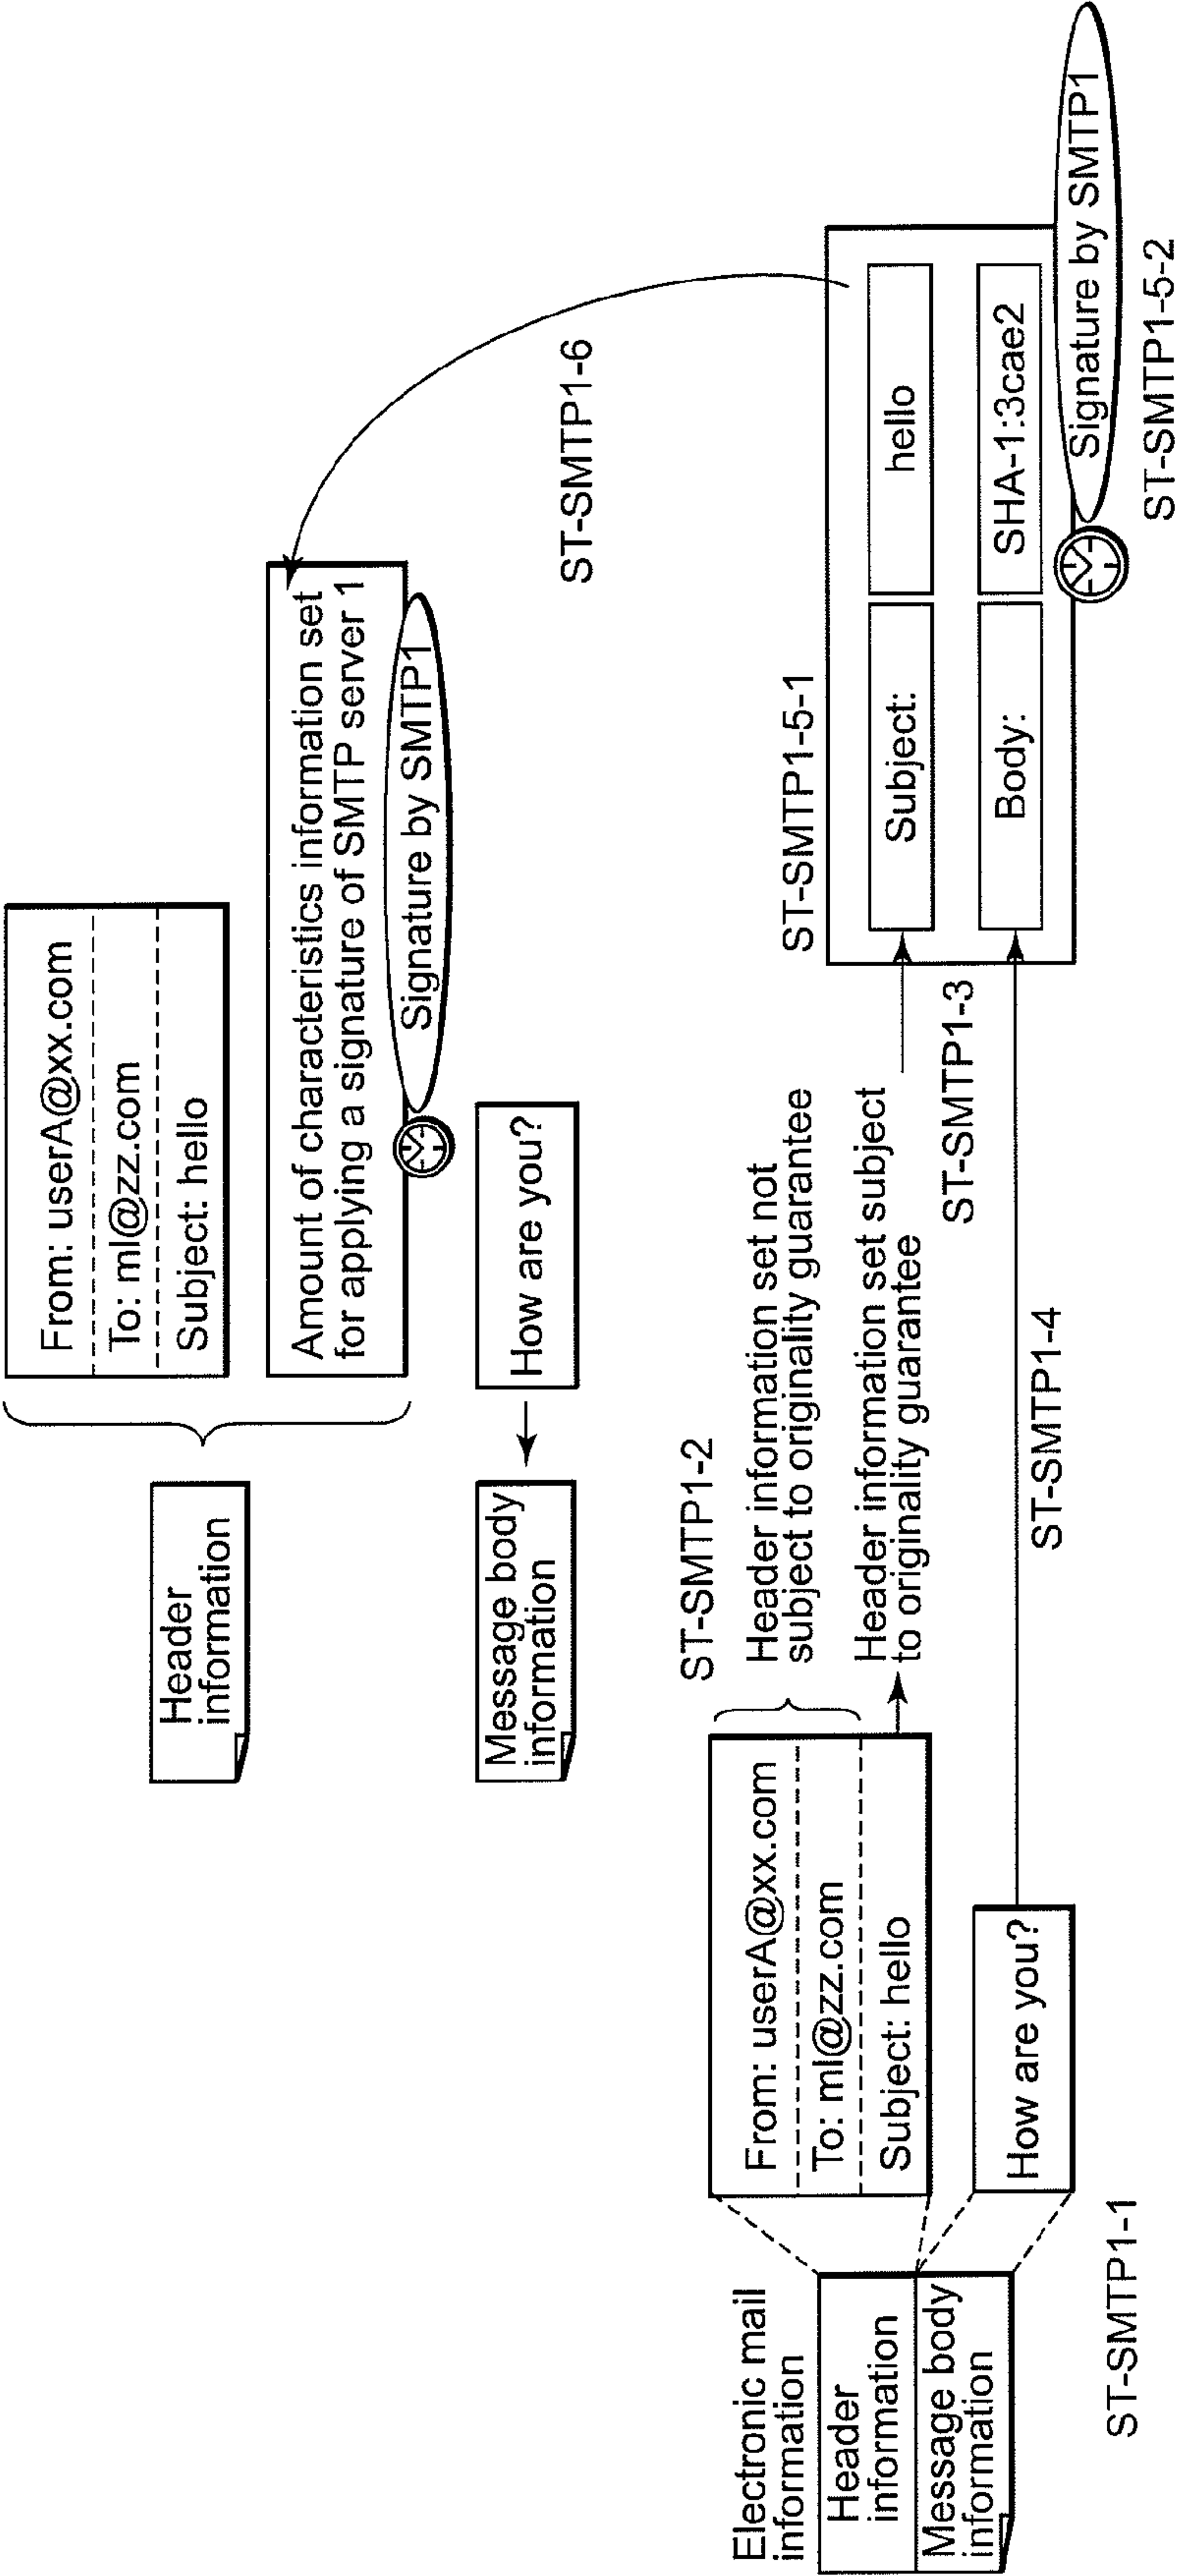 Header
information
From: userA@xx.com
To: ml@zz.com
Subject: hello
Amount of characteristics information set
for applying a signature of SMTP server 1
Signature by SMTP1
Message body
information
How are you?
ST-SMTP1-6
Electronic mail
information
Header
information
Message body
information
ST-SMTP1-1
From: userA@xx.com
To: ml@zz.com
Subject: hello
How are you?
ST-SMTP1-2
Header information set not
subject to originality guarantee
Header information set subject
to originality guarantee
ST-SMTP1-3
ST-SMTP1-4
ST-SMTP1-5-1
Subject:
hello
Body:
SHA-1:3cae2
Signature by SMTP1
ST-SMTP1-5-2